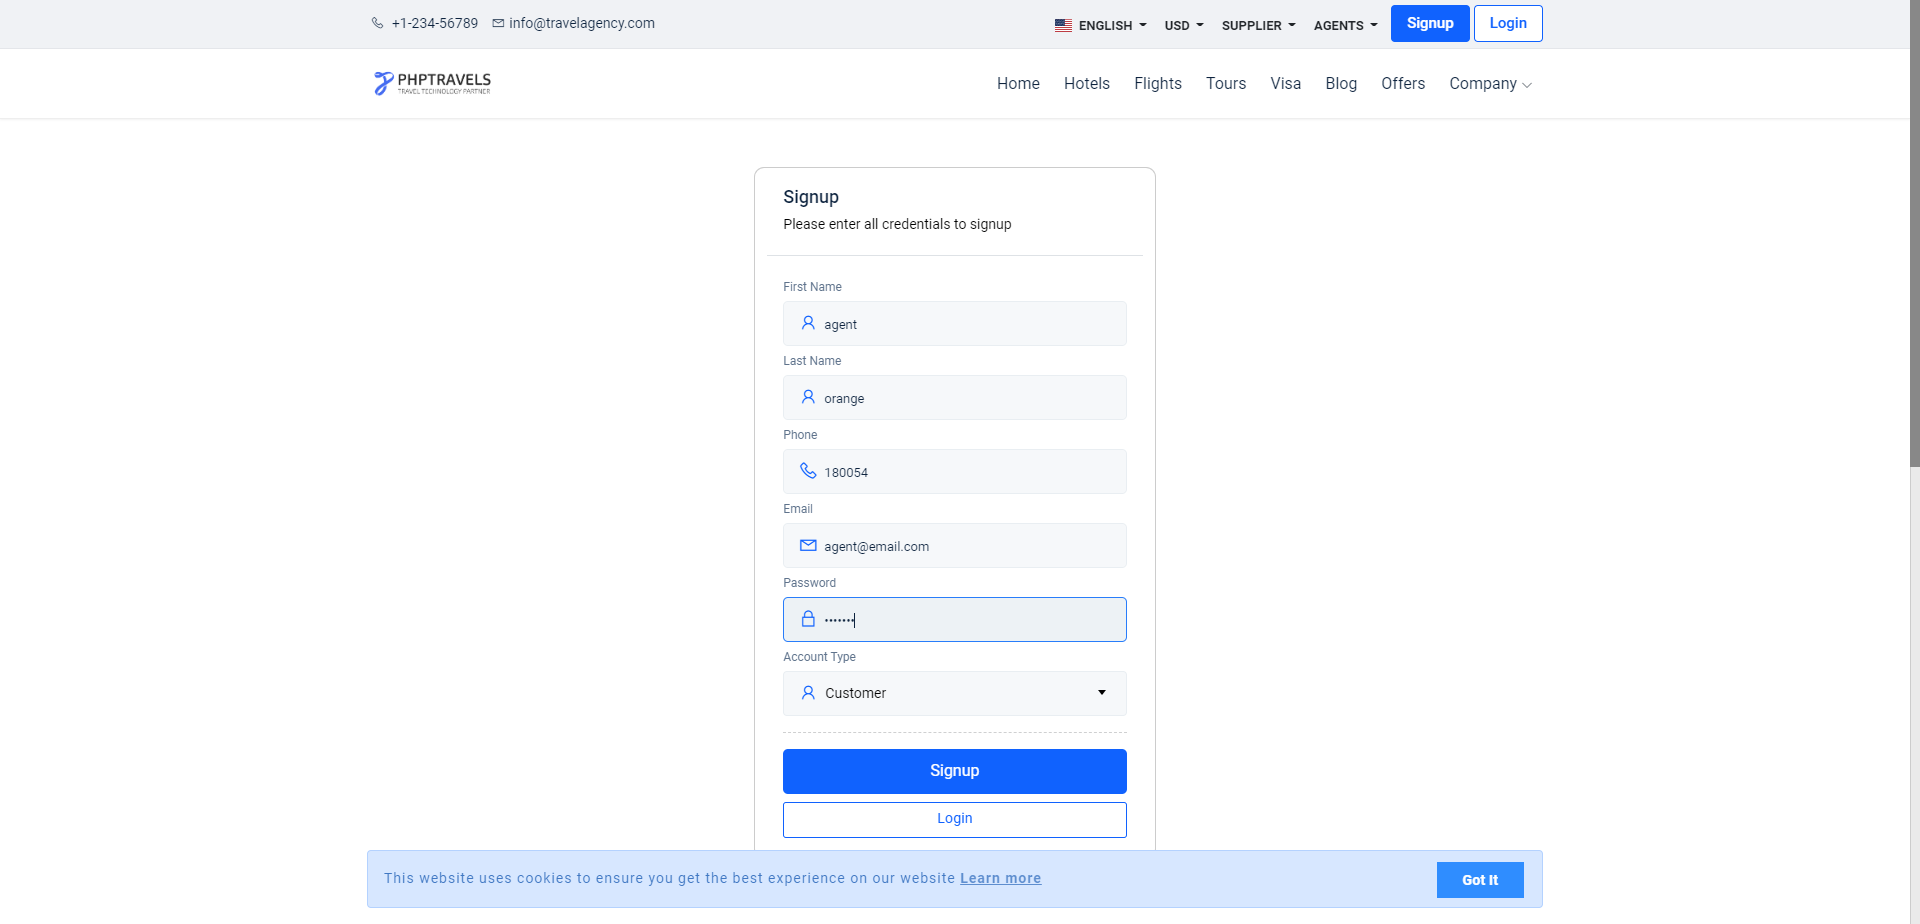 +1-234-56789 info@travelagency.com ENGLISH USD SUPPLIER AGENTS Signup Login
PHPTRAVELS
TRAVEL TECHNOLOGY PARTNER
Home Hotels Flights Tours Visa Blog Offers Company
Signup
Please enter all credentials to signup
First Name
agent
Last Name
orange
Phone
180054
Email
agent@email.com
Password
•••••••
Account Type
Customer
Signup
Login
This website uses cookies to ensure you get the best experience on our website Learn more Got It